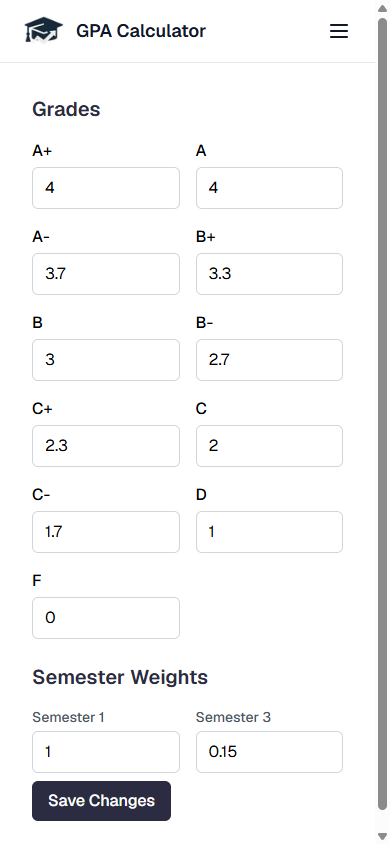 GPA Calculator
Grades
A+ A
4 4
A- B+
3.7 3.3
B B-
3 2.7
C+ C
2.3 2
C- D
1.7 1
F
0
Semester Weights
Semester 1 Semester 3
1 0.15
Save Changes